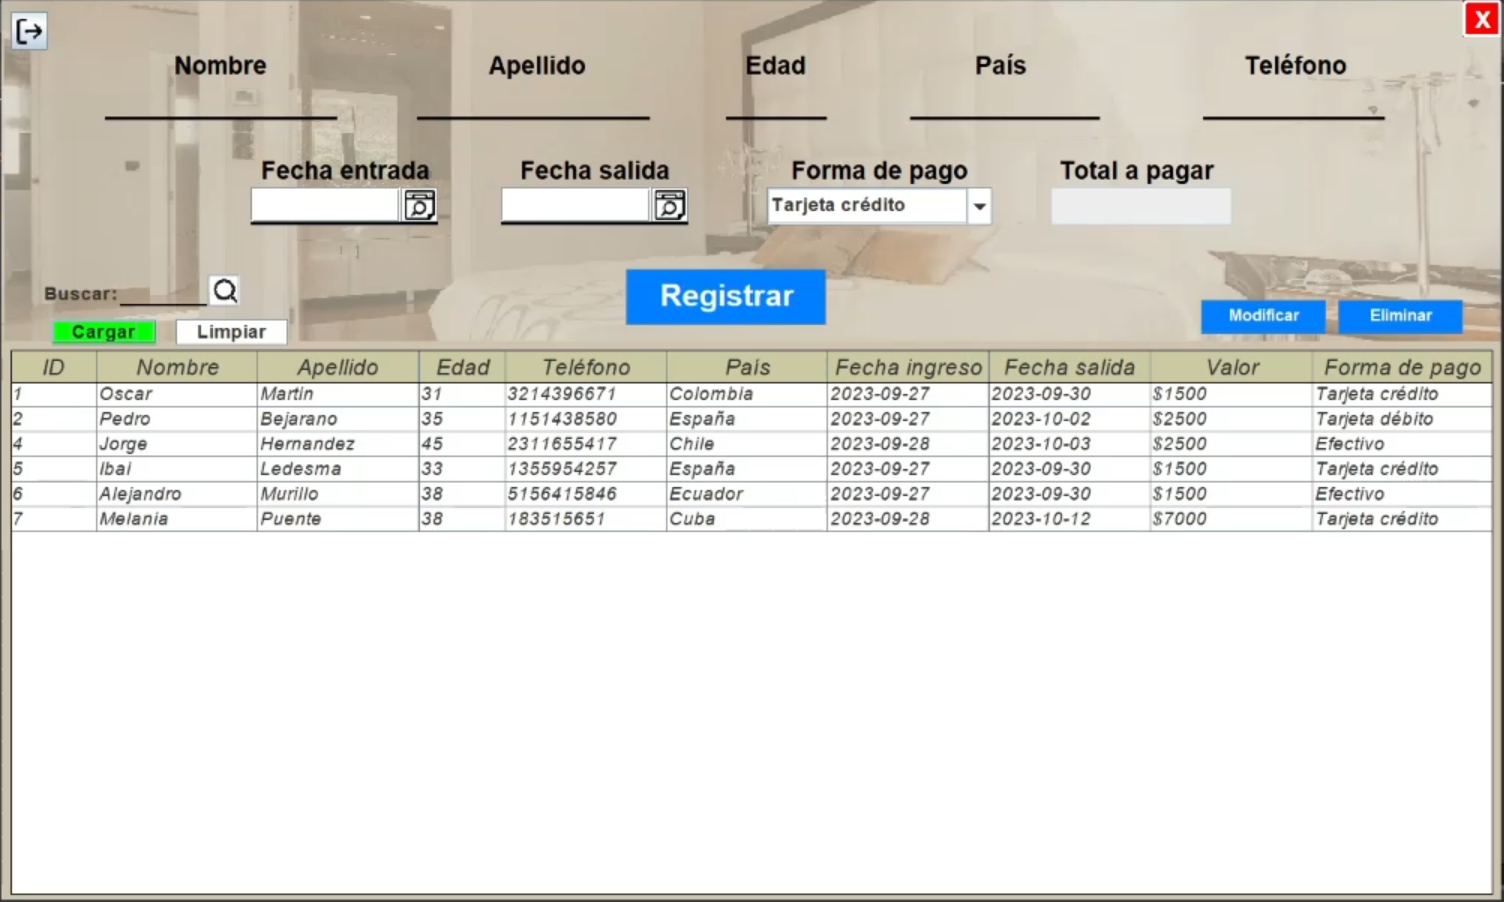 X
Nombre Apellido Edad País Teléfono
Fecha entrada Fecha salida Forma de pago Total a pagar
Tarjeta crédito
Buscar:
Registrar
Modificar Eliminar
Cargar Limpiar
ID Nombre Apellido Edad Teléfono País Fecha ingreso Fecha salida Valor Forma de pago
1 Oscar Martin 31 3214396671 Colombia 2023-09-27 2023-09-30 $1500 Tarjeta crédito
2 Pedro Bejarano 35 1151438580 España 2023-09-27 2023-10-02 $2500 Tarjeta débito
4 Jorge Hernandez 45 2311655417 Chile 2023-09-28 2023-10-03 $2500 Efectivo
5 Ibai Ledesma 33 1355954257 España 2023-09-27 2023-09-30 $1500 Tarjeta crédito
6 Alejandro Murillo 38 5156415846 Ecuador 2023-09-27 2023-09-30 $1500 Efectivo
7 Melania Puente 38 183515651 Cuba 2023-09-28 2023-10-12 $7000 Tarjeta crédito